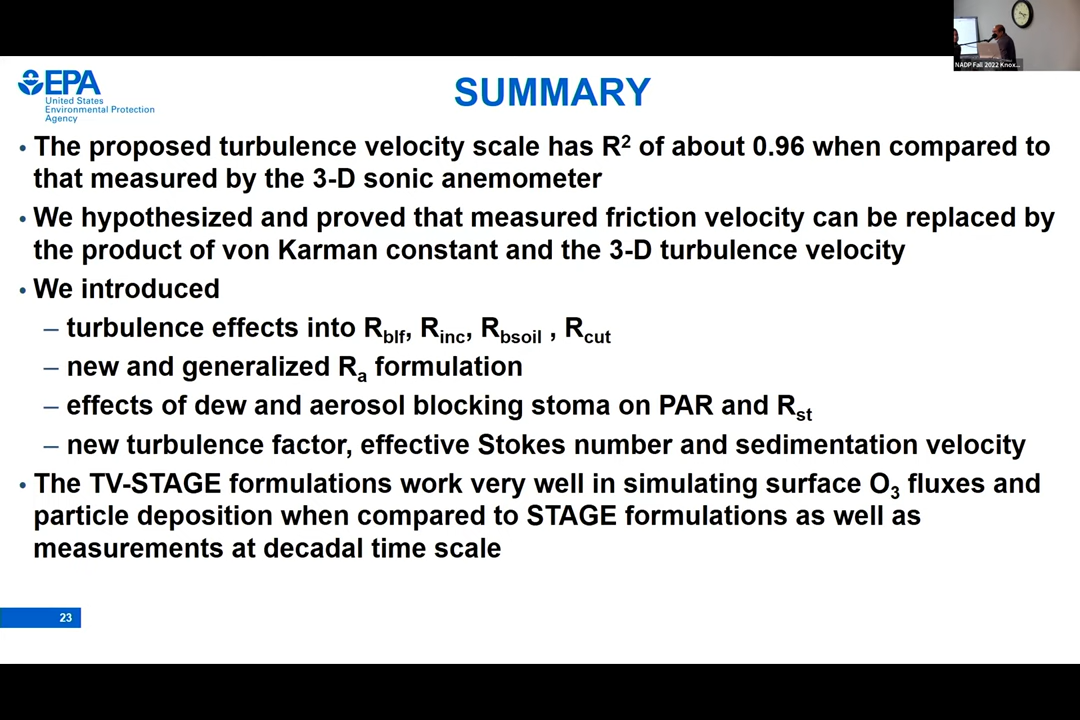 NADP Fall 2022 Knox...
EPA
United States
Environmental Protection
Agency
SUMMARY
• The proposed turbulence velocity scale has R² of about 0.96 when compared to
that measured by the 3-D sonic anemometer
• We hypothesized and proved that measured friction velocity can be replaced by
the product of von Karman constant and the 3-D turbulence velocity
• We introduced
– turbulence effects into Rblf, Rinc, Rbsoil , Rcut
– new and generalized Ra formulation
– effects of dew and aerosol blocking stoma on PAR and Rst
– new turbulence factor, effective Stokes number and sedimentation velocity
• The TV-STAGE formulations work very well in simulating surface O3 fluxes and
particle deposition when compared to STAGE formulations as well as
measurements at decadal time scale
23